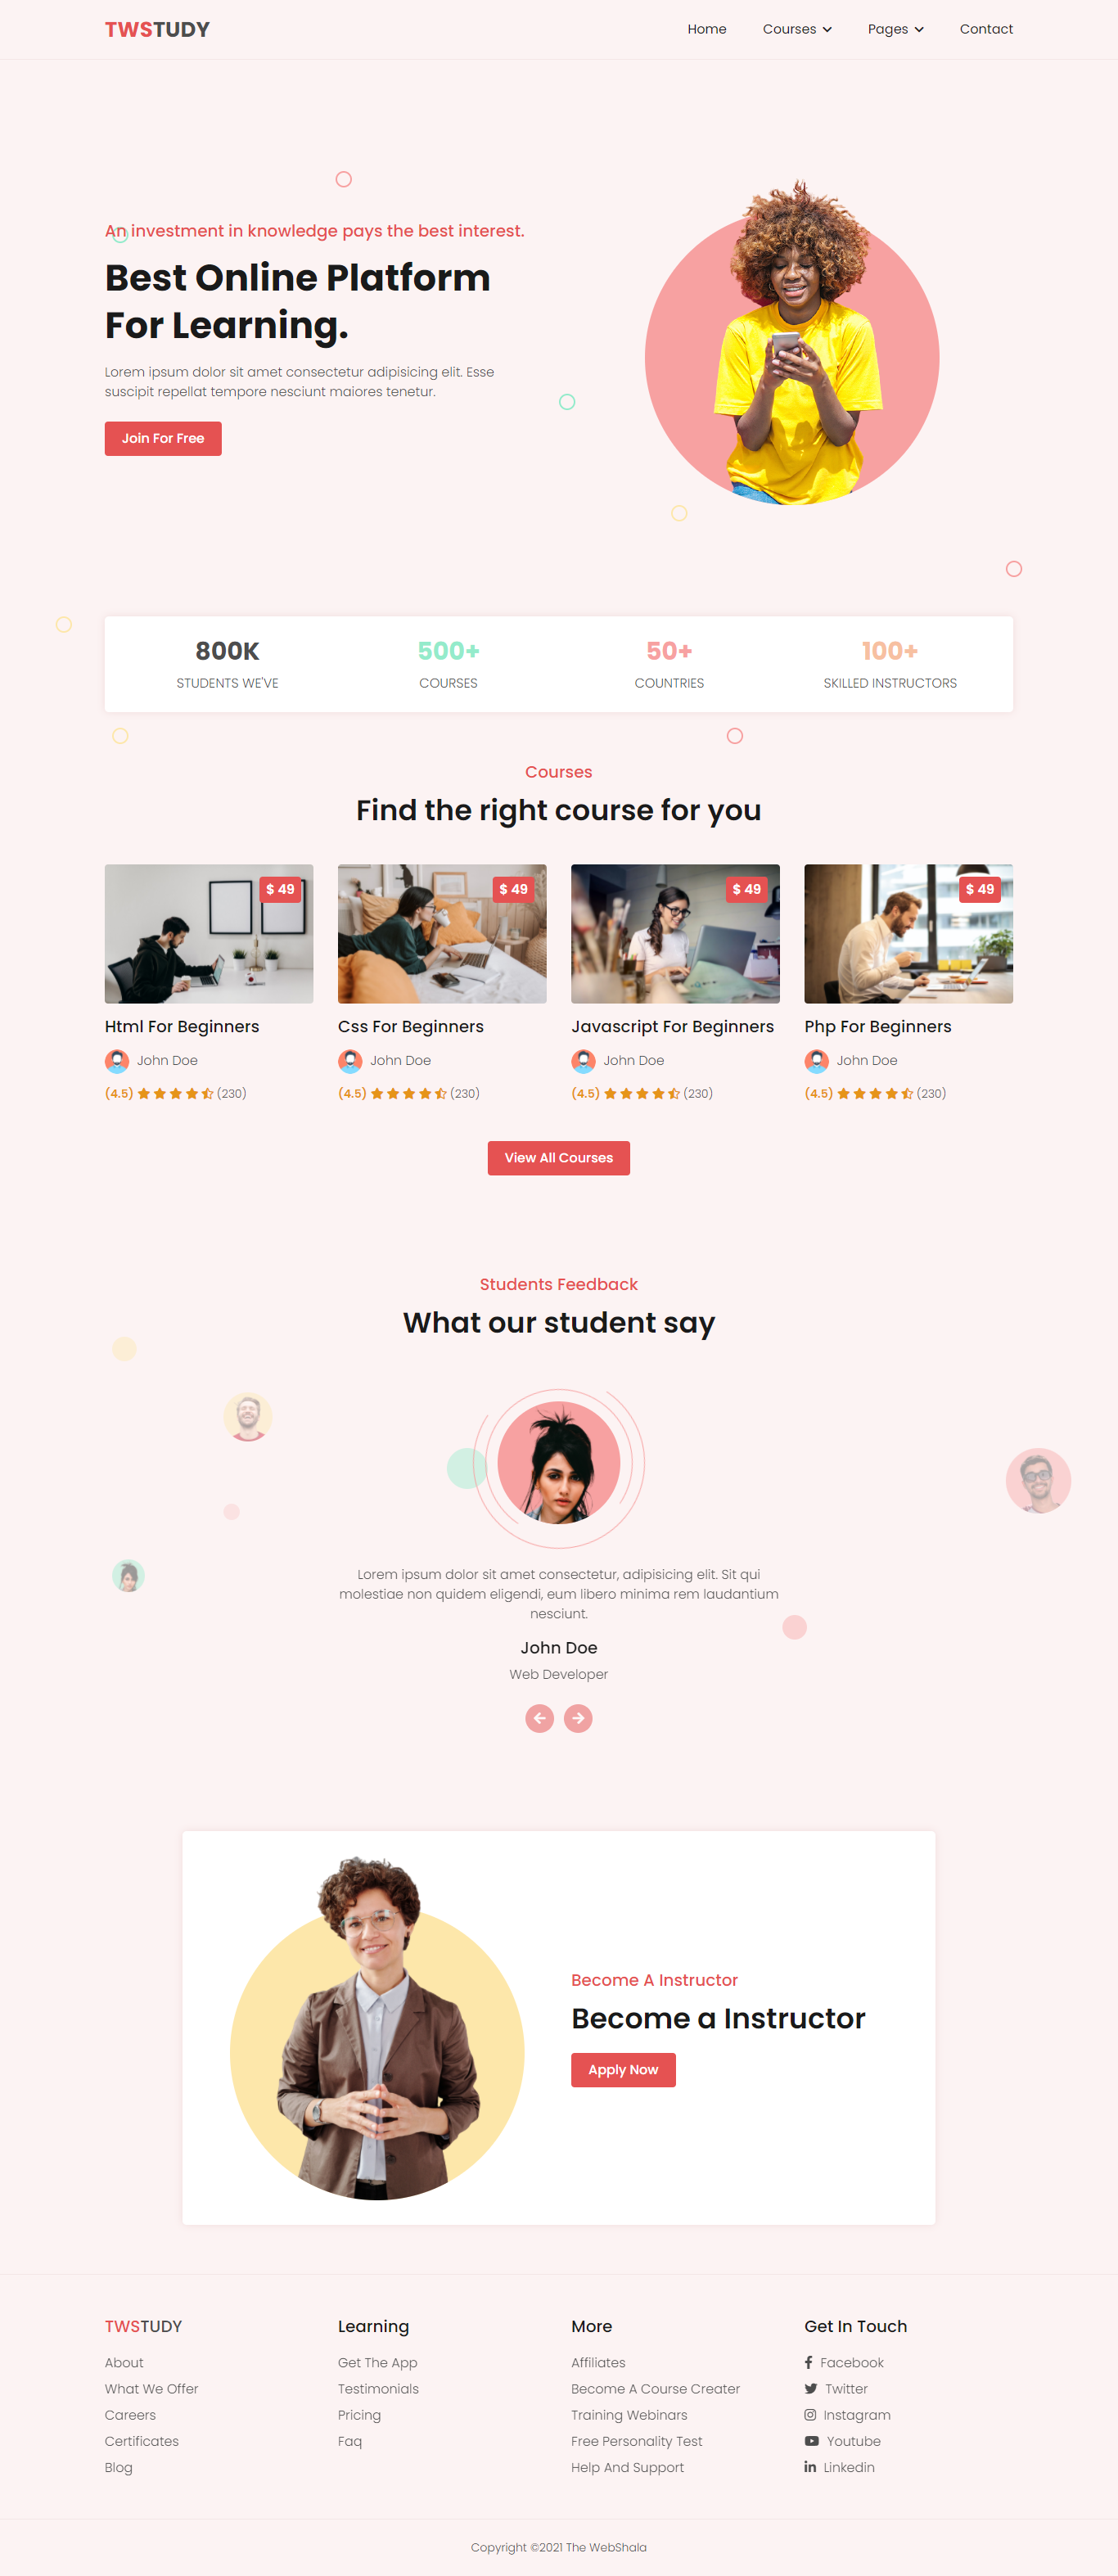 TWSTUDY
Home Courses Pages Contact
An investment in knowledge pays the best interest.
Best Online Platform
For Learning.
Lorem ipsum dolor sit amet consectetur adipisicing elit. Esse
suscipit repellat tempore nesciunt maiores tenetur.
Join For Free
800K 500+ 50+ 100+
STUDENTS WE'VE COURSES COUNTRIES SKILLED INSTRUCTORS
Courses
Find the right course for you
$ 49 $ 49 $ 49 $ 49
Html For Beginners Css For Beginners Javascript For Beginners Php For Beginners
John Doe John Doe John Doe John Doe
(4.5) (230) (4.5) (230) (4.5) (230) (4.5) (230)
View All Courses
Students Feedback
What our student say
Lorem ipsum dolor sit amet consectetur, adipisicing elit. Sit qui
molestiae non quidem eligendi, eum libero minima rem laudantium
nesciunt.
John Doe
Web Developer
Become A Instructor
Become a Instructor
Apply Now
TWSTUDY Learning More Get In Touch
About Get The App Affiliates Facebook
What We Offer Testimonials Become A Course Creater Twitter
Careers Pricing Training Webinars Instagram
Certificates Faq Free Personality Test Youtube
Blog Help And Support Linkedin
Copyright ©2021 The WebShala